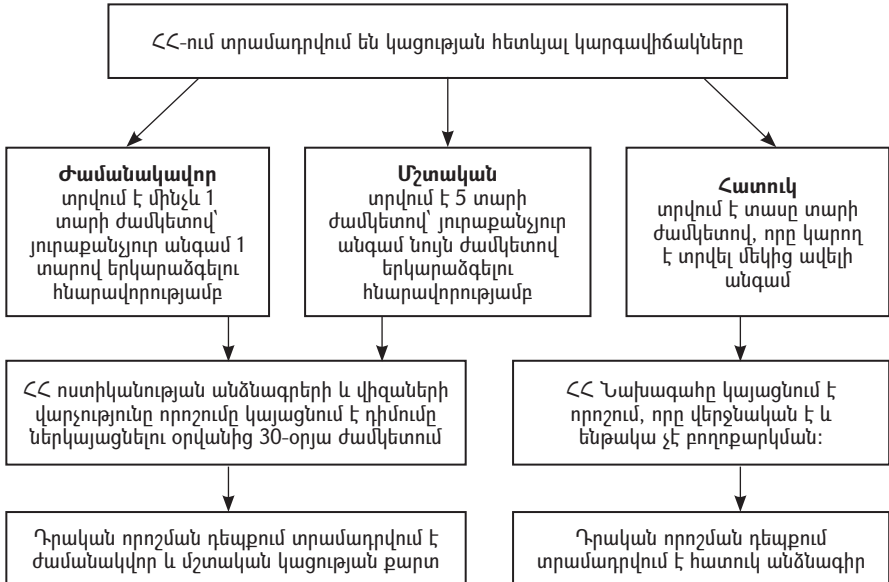 ՀՀ-ում տրամադրվում են կացության հետևյալ կարգավիճակները
Ժամանակավոր
տրվում է մինչև 1
տարի ժամկետով՝
յուրաքանչյուր անգամ 1
տարով երկարաձգելու
հնարավորությամբ
Մշտական
տրվում է 5 տարի
ժամկետով՝ յուրաքանչյուր
անգամ նույն ժամկետով
երկարաձգելու
հնարավորությամբ
Հատուկ
տրվում է տասը տարի
ժամկետով, որը կարող
է տրվել մեկից ավելի
անգամ
ՀՀ ոստիկանության անձնագրերի և վիզաների
վարչությունը որոշումը կայացնում է դիմումը
ներկայացնելու օրվանից 30-օրյա ժամկետում
ՀՀ Նախագահը կայացնում է
որոշում, որը վերջնական է և
ենթակա չէ բողոքարկման:
Դրական որոշման դեպքում տրամադրվում է
ժամանակվոր և մշտական կացության քարտ
Դրական որոշման դեպքում
տրամադրվում է հատուկ անձնագիր